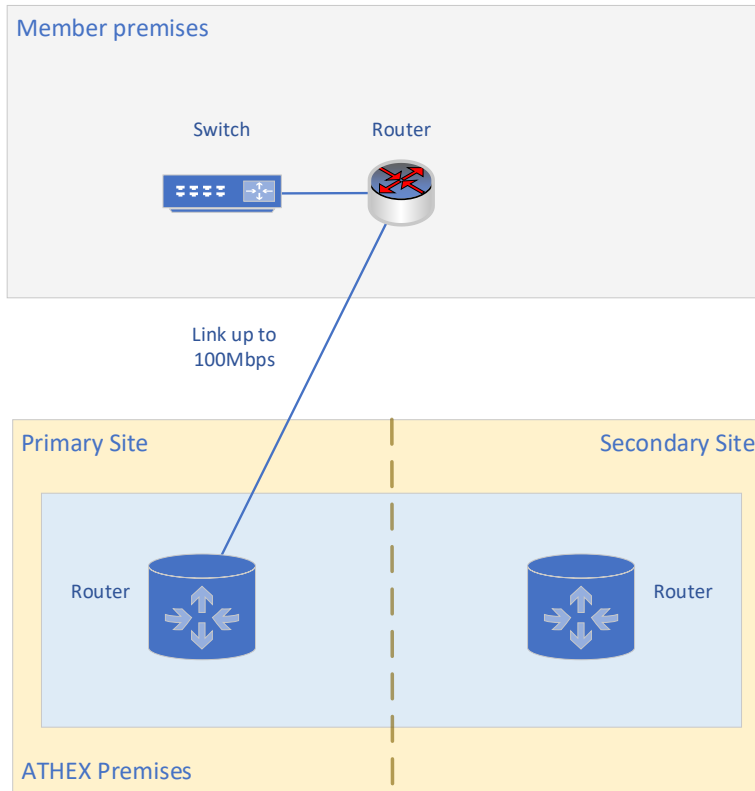 Member premises
Switch
Router
Link up to
100Mbps
Primary Site
Secondary Site
Router
Router
ATHEX Premises